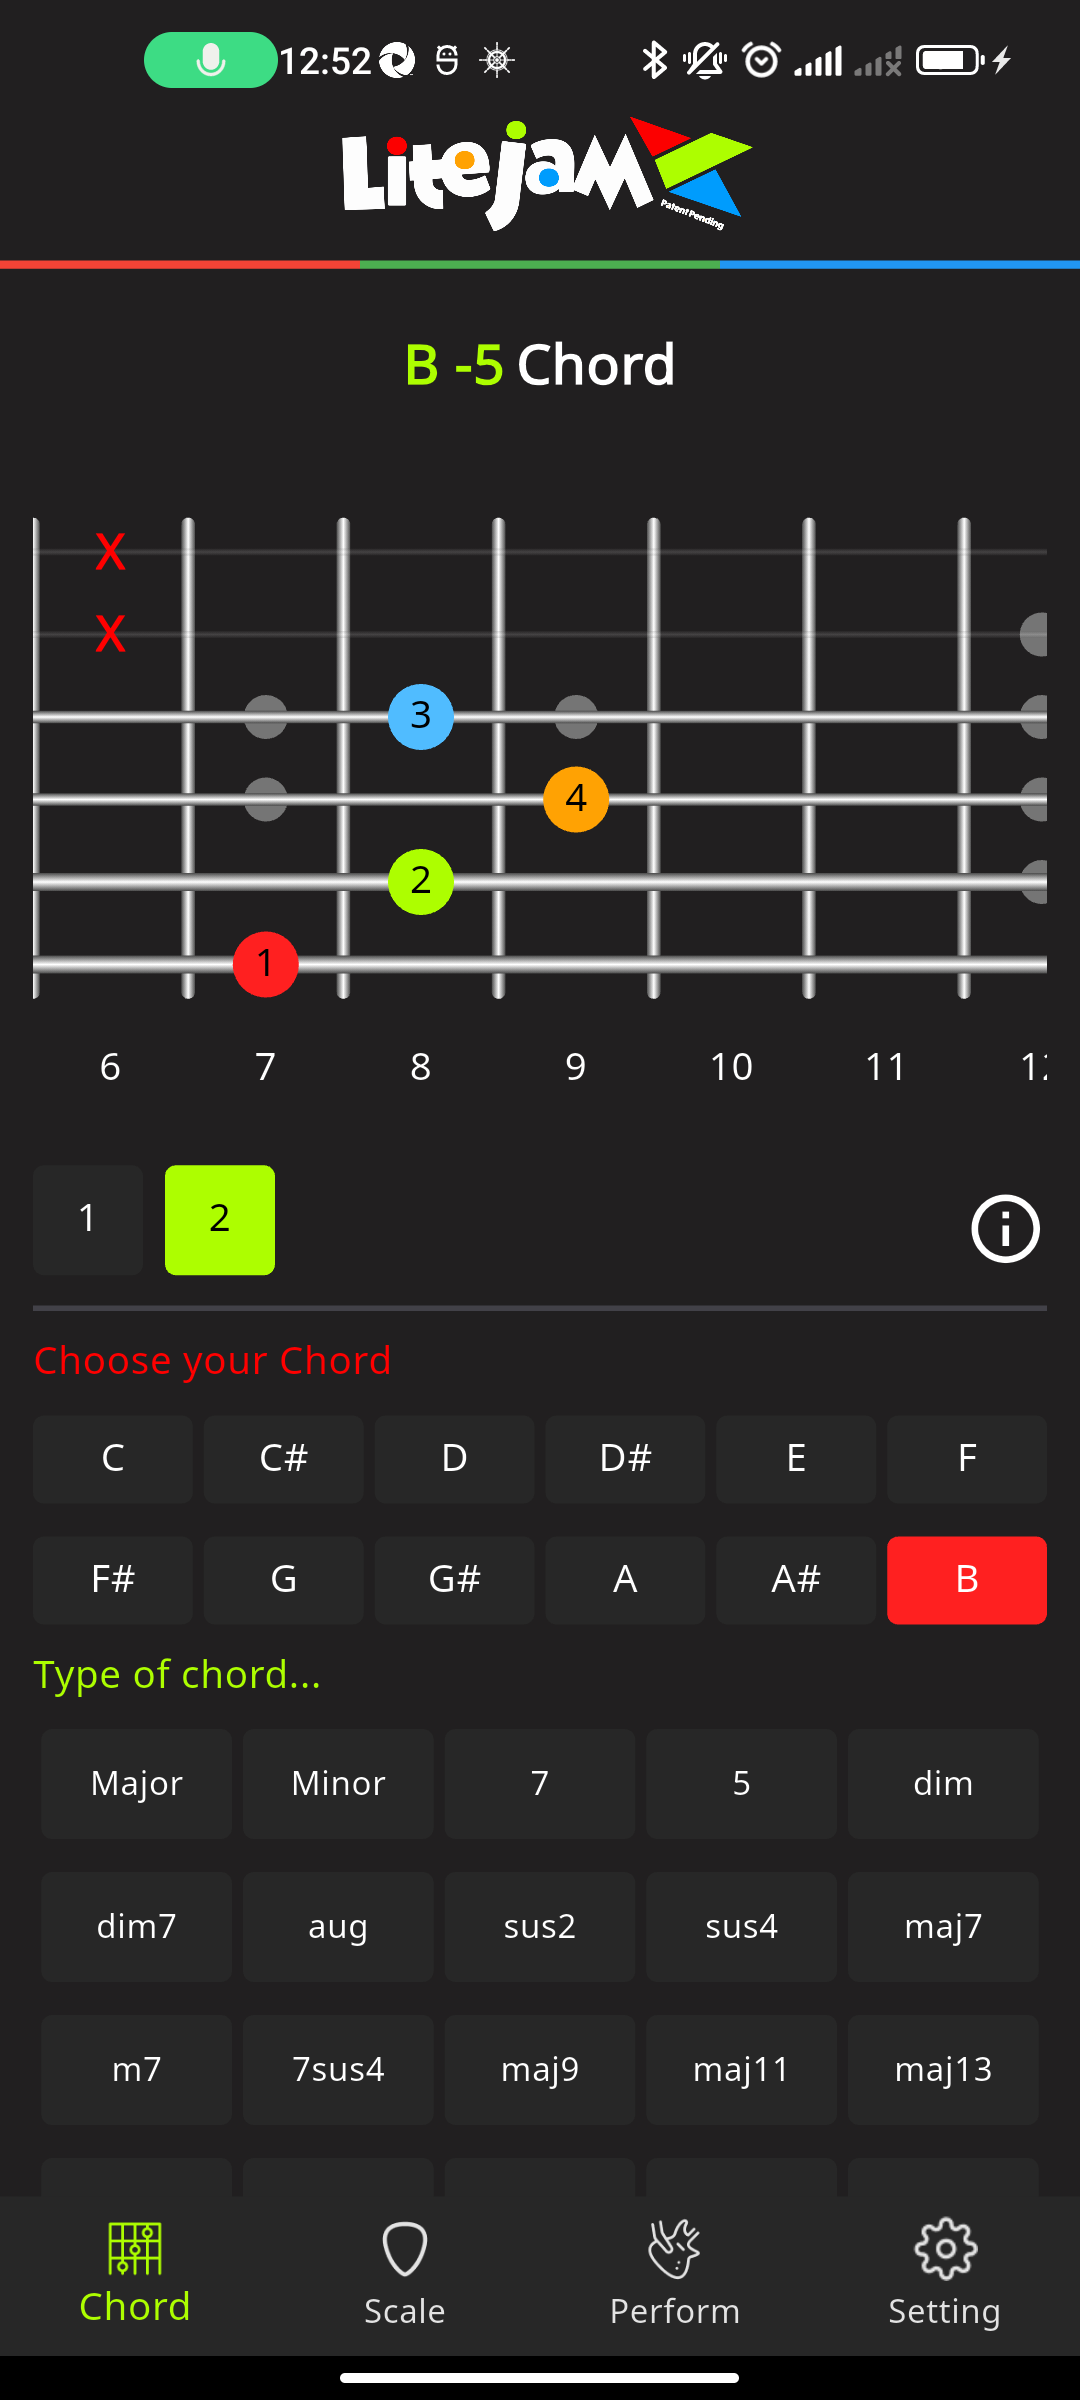 12:52
Litejam
Patent Pending
B -5 Chord
X
X
3
4
2
1
6 7 8 9 10 11
1 2
Choose your Chord
C C# D D# E F
F# G G# A A# B
Type of chord...
Major Minor 7 5 dim
dim7 aug sus2 sus4 maj7
m7 7sus4 maj9 maj11 maj13
Chord Scale Perform Setting